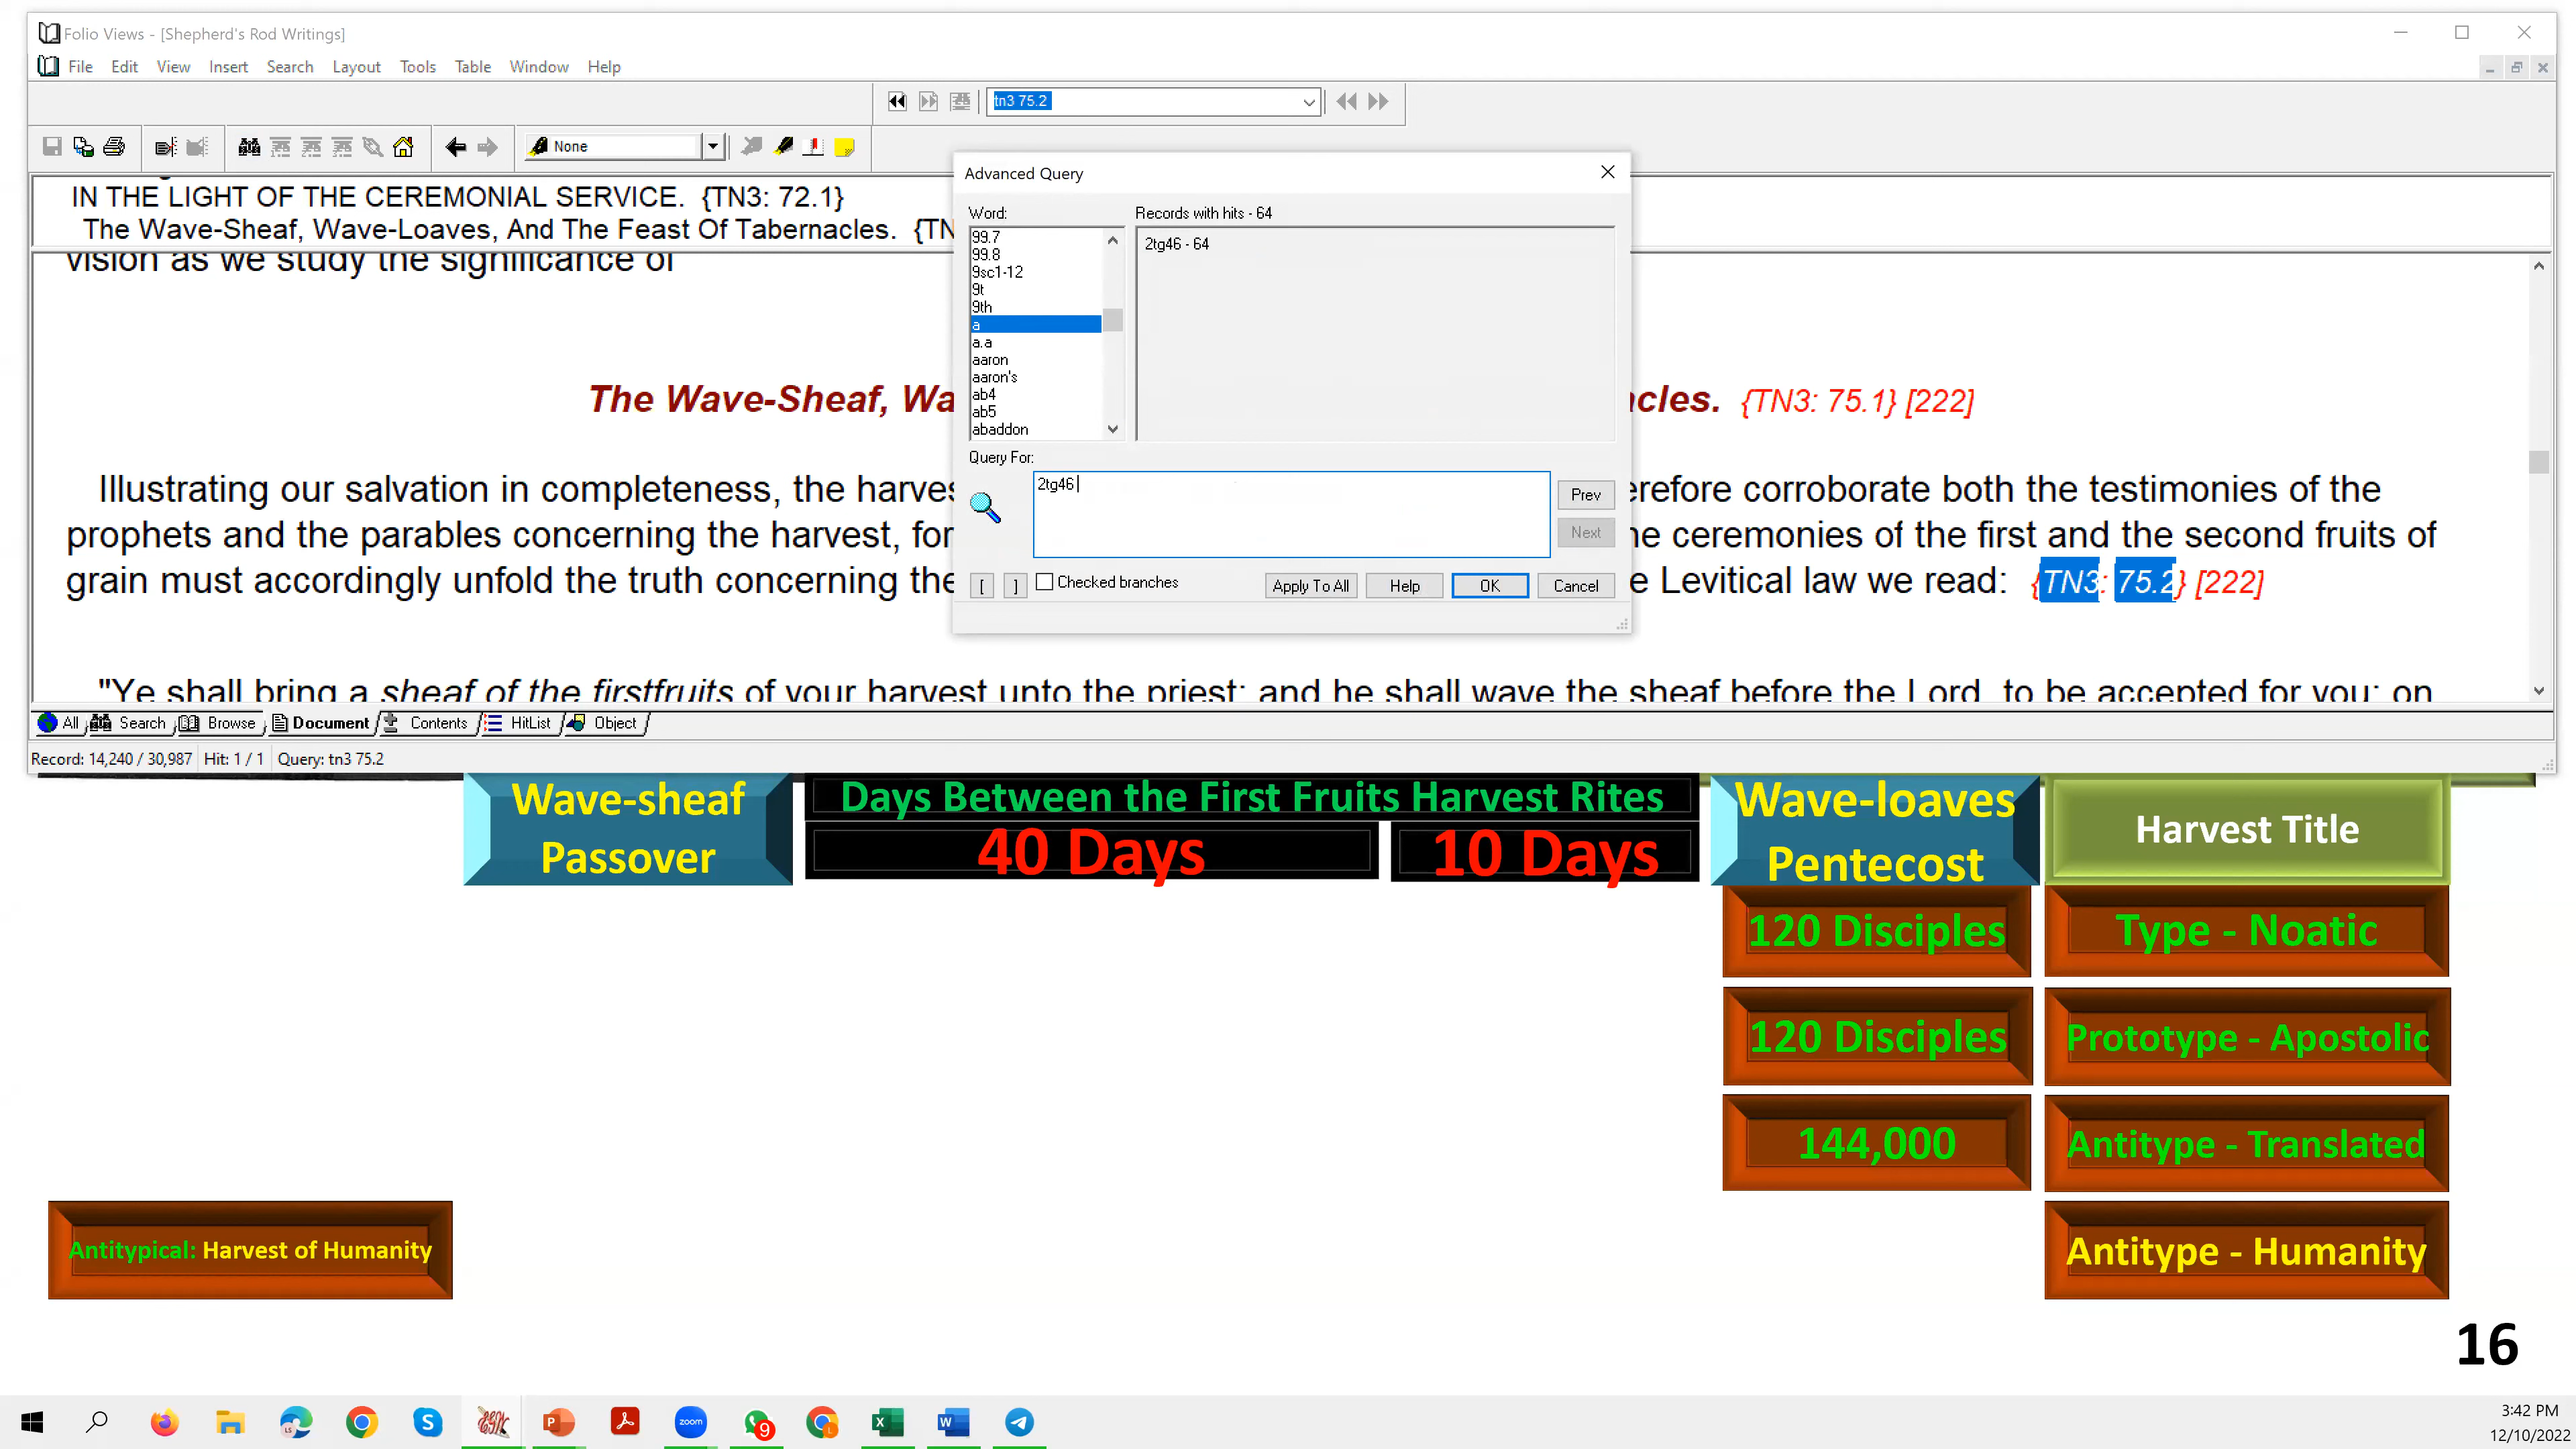 Folio Views - [Shepherd's Rod Writings]
File Edit View Insert Search Layout Tools Table Window Help
tn3 75.2
None
IN THE LIGHT OF THE CEREMONIAL SERVICE. {TN3: 72.1}
The Wave-Sheaf, Wave-Loaves, And The Feast Of Tabernacles. {TN
vision as we study the significance of
The Wave-Sheaf, Wa
cles. {TN3: 75.1} [222]
Illustrating our salvation in completeness, the harves
erefore corroborate both the testimonies of the
prophets and the parables concerning the harvest, for
ne ceremonies of the first and the second fruits of
grain must accordingly unfold the truth concerning the
e Levitical law we read: {TN3: 75.2} [222]
"Ye shall bring a sheaf of the firstfruits of your harvest unto the priest: and he shall wave the sheaf before the Lord, to be accepted for you: on
Advanced Query
Word:
Records with hits - 64
99.7
99.8
9sc1-12
9t
9th
a
a.a
aaron
aaron's
ab4
ab5
abaddon
2tg46 - 64
Query For:
2tg46
Prev
Next
[ ] Checked branches Apply To All Help OK Cancel
All Search Browse Document Contents HitList Object
Record: 14,240 / 30,987 Hit: 1 / 1 Query: tn3 75.2
Wave-sheaf
Passover
Days Between the First Fruits Harvest Rites
40 Days
10 Days
Wave-loaves
Pentecost
Harvest Title
120 Disciples
Type - Noatic
120 Disciples
Prototype - Apostolic
144,000
Antitype - Translated
Antitypical: Harvest of Humanity
Antitype - Humanity
16
zoom
9
3:42 PM
12/10/2022